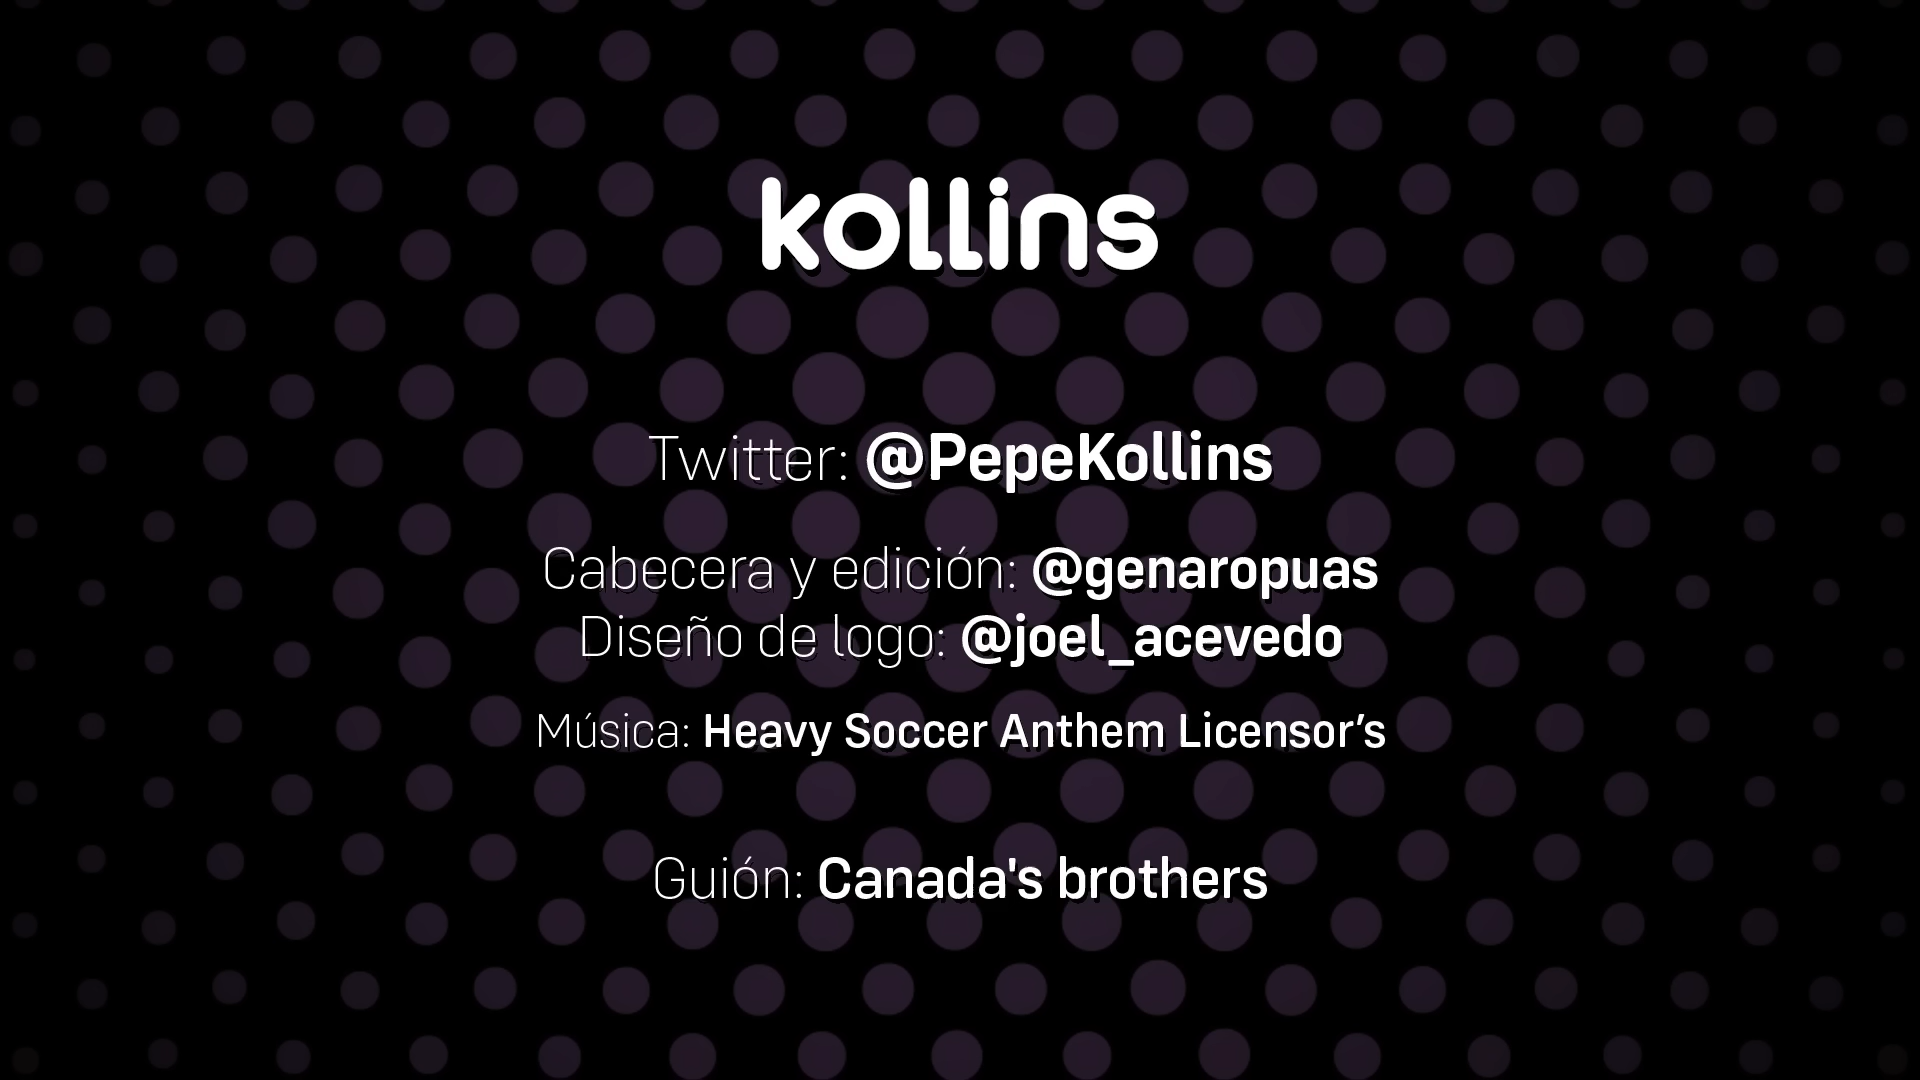 kollins
Twitter: @PepeKollins
Cabecera y edición: @genaropuas
Diseño de logo: @joel_acevedo
Música: Heavy Soccer Anthem Licensor’s
Guión: Canada's brothers